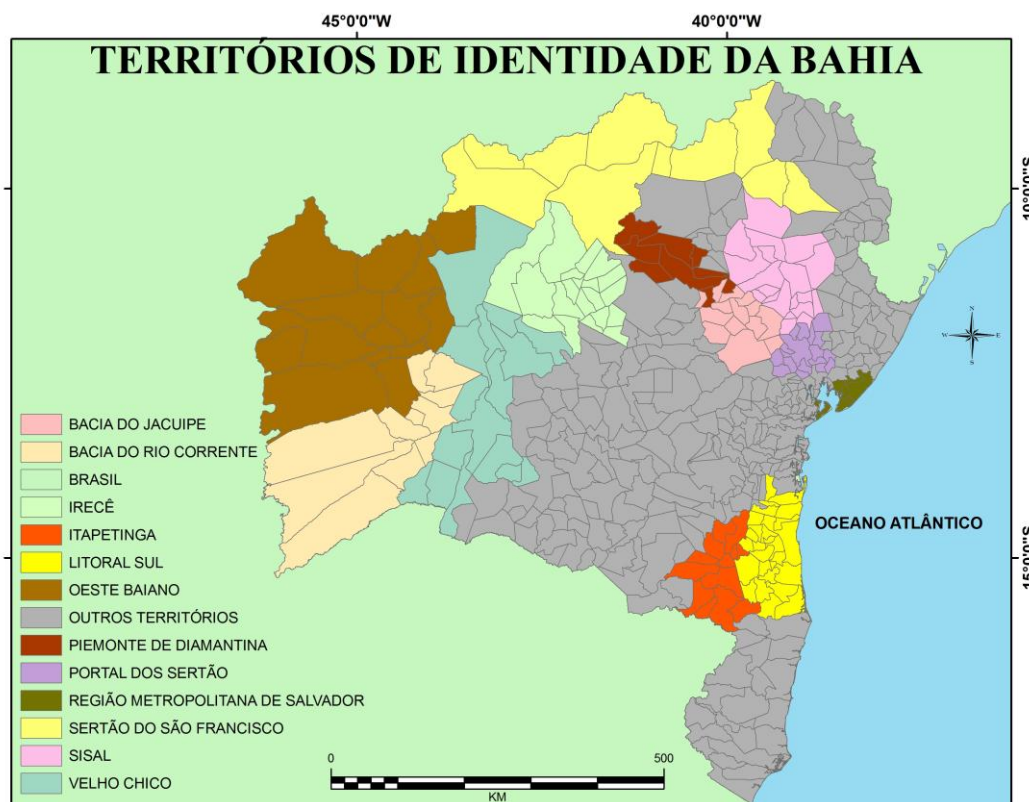 45°0'0"W
40°0'0"W
TERRITÓRIOS DE IDENTIDADE DA BAHIA
10°0'0"S
N
W
E
S
BACIA DO JACUIPE
BACIA DO RIO CORRENTE
BRASIL
IRECÊ
ITAPETINGA
LITORAL SUL
OESTE BAIANO
OUTROS TERRITÓRIOS
PIEMONTE DE DIAMANTINA
PORTAL DOS SERTÃO
REGIÃO METROPOLITANA DE SALVADOR
SERTÃO DO SÃO FRANCISCO
SISAL
VELHO CHICO
OCEANO ATLÂNTICO
15°0'0"S
0
500
KM